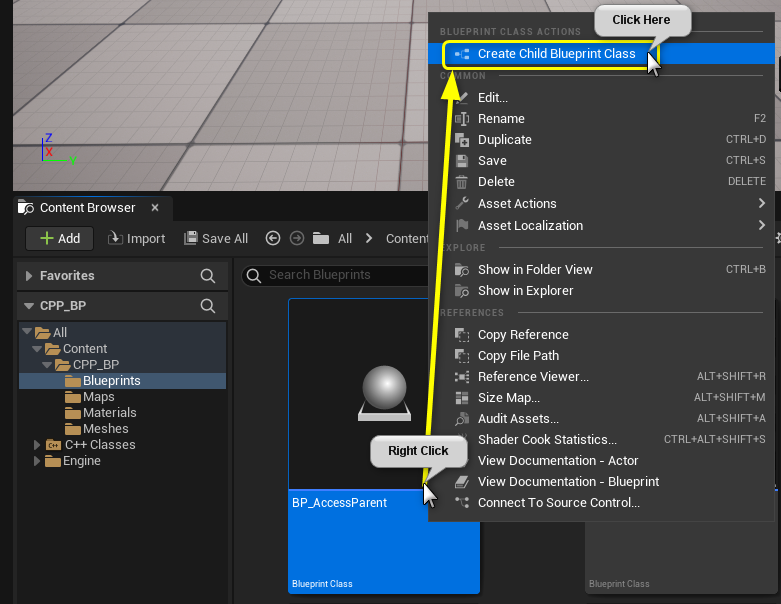 Click Here
BLUEPRINT CLASS ACTIONS
Create Child Blueprint Class
COMMON
Edit...
Rename F2
Duplicate CTRL+D
Save CTRL+S
Delete DELETE
Asset Actions
Asset Localization
EXPLORE
Show in Folder View CTRL+B
Show in Explorer
REFERENCES
Copy Reference
Copy File Path
Reference Viewer... ALT+SHIFT+R
Size Map... ALT+SHIFT+M
Audit Assets... ALT+SHIFT+A
Shader Cook Statistics... CTRL+ALT+SHIFT+S
View Documentation - Actor
View Documentation - Blueprint
Connect To Source Control...
Z
X
Y
Content Browser
Add Import Save All All Content
Favorites
Search Blueprints
CPP_BP
All
Content
CPP_BP
Blueprints
Maps
Materials
Meshes
C++ Classes
Engine
Right Click
BP_AccessParent
Blueprint Class
Blueprint Class